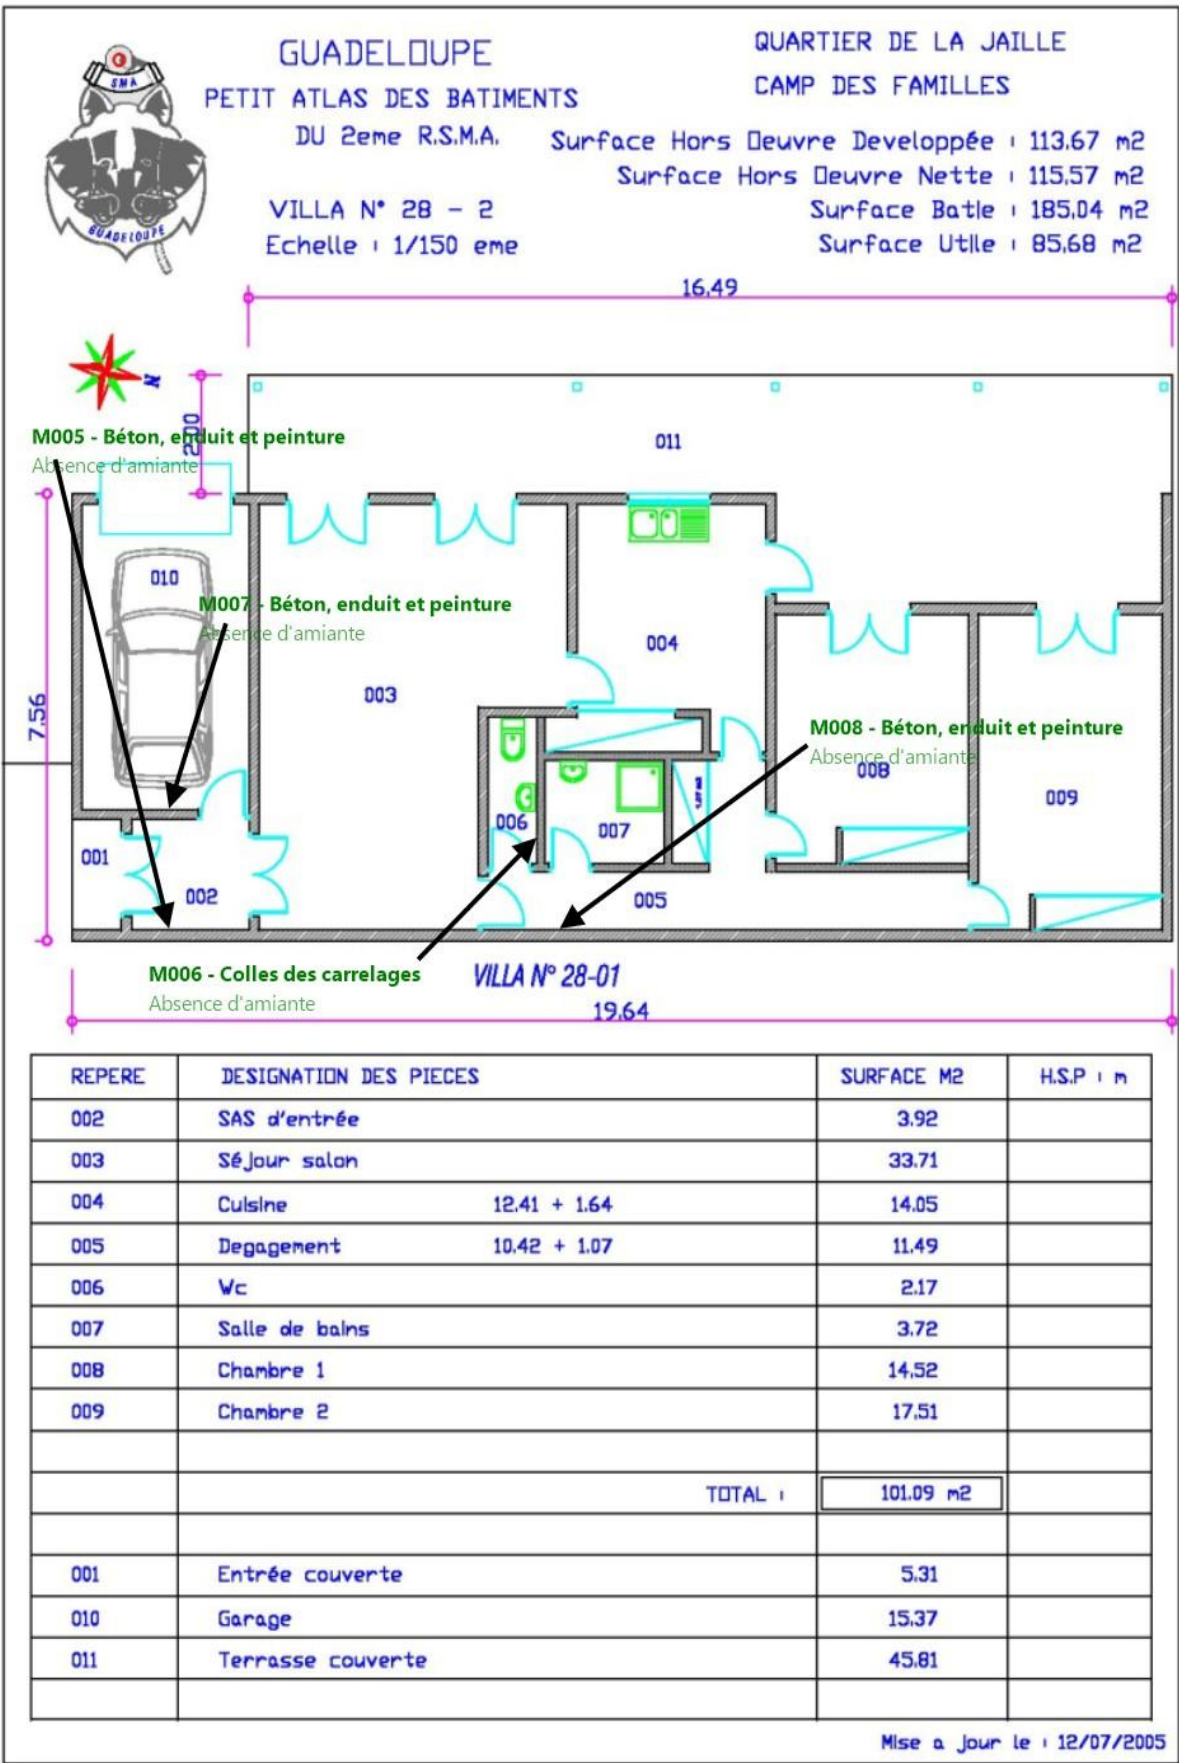 SMA
GUADELOUPE
GUADELOUPE
PETIT ATLAS DES BATIMENTS
DU 2eme R.S.M.A.
VILLA N° 28 - 2
Echelle : 1/150 eme
QUARTIER DE LA JAILLE
CAMP DES FAMILLES
Surface Hors Oeuvre Developpée : 113.67 m2
Surface Hors Oeuvre Nette : 115,57 m2
Surface Batie : 185,04 m2
Surface Utile : 85,68 m2
16.49
N
2.00
M005 - Béton, enduit et peinture
Absence d'amiante
011
010
M007 - Béton, enduit et peinture
Absence d'amiante
004
003
7.56
M008 - Béton, enduit et peinture
Absence d'amiante
008
009
006
007
001
002
005
M006 - Colles des carrelages
Absence d'amiante
VILLA N° 28-01
19.64
REPERE DESIGNATION DES PIECES SURFACE M2 H.S.P : m
002 SAS d'entrée 3.92
003 Séjour salon 33.71
004 Cuisine 12.41 + 1.64 14.05
005 Degagement 10.42 + 1.07 11.49
006 Wc 2.17
007 Salle de bains 3.72
008 Chambre 1 14,52
009 Chambre 2 17,51
TOTAL : 101.09 m2
001 Entrée couverte 5.31
010 Garage 15.37
011 Terrasse couverte 45.81
Mise a jour le : 12/07/2005